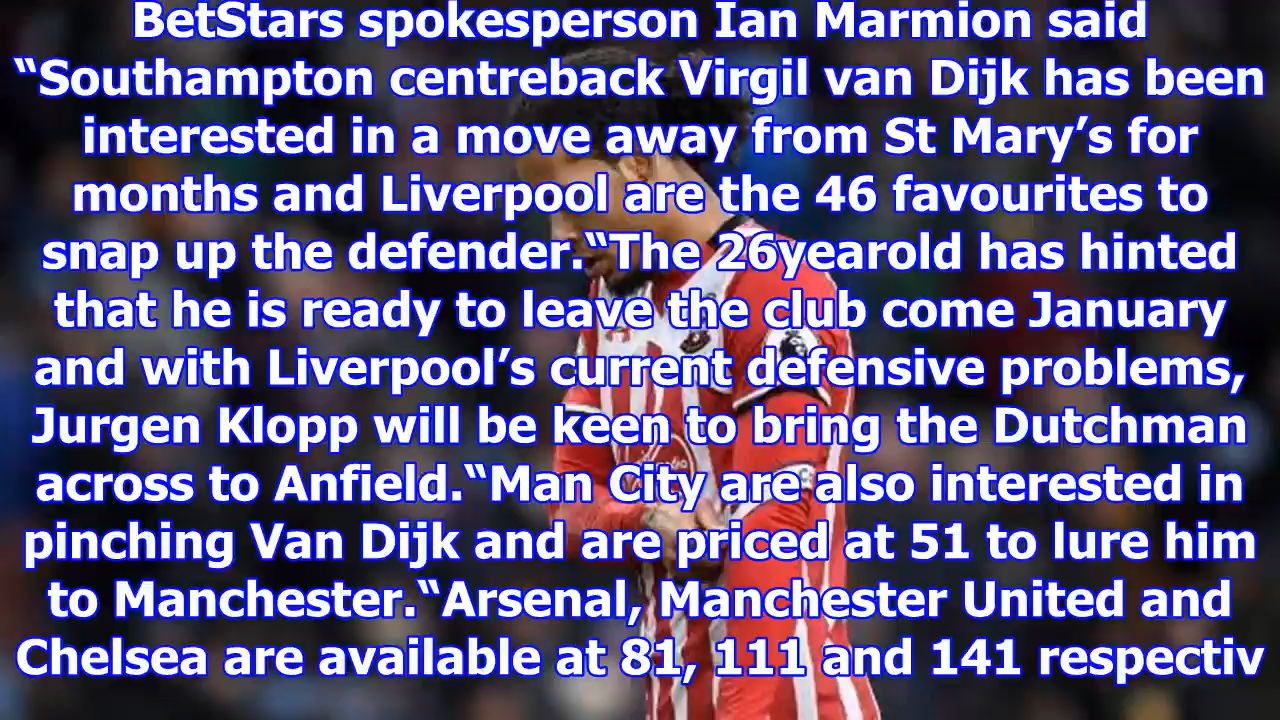 BetStars spokesperson Ian Marmion said
“Southampton centreback Virgil van Dijk has been
interested in a move away from St Mary’s for
months and Liverpool are the 46 favourites to
snap up the defender.“The 26yearold has hinted
that he is ready to leave the club come January
and with Liverpool’s current defensive problems,
Jurgen Klopp will be keen to bring the Dutchman
across to Anfield.“Man City are also interested in
pinching Van Dijk and are priced at 51 to lure him
to Manchester.“Arsenal, Manchester United and
Chelsea are available at 81, 111 and 141 respectiv